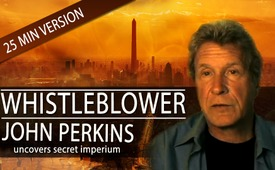 25 MIN VERSION
WHISTLEBLOWER
JOHN PERKINS
uncovers secret imperium